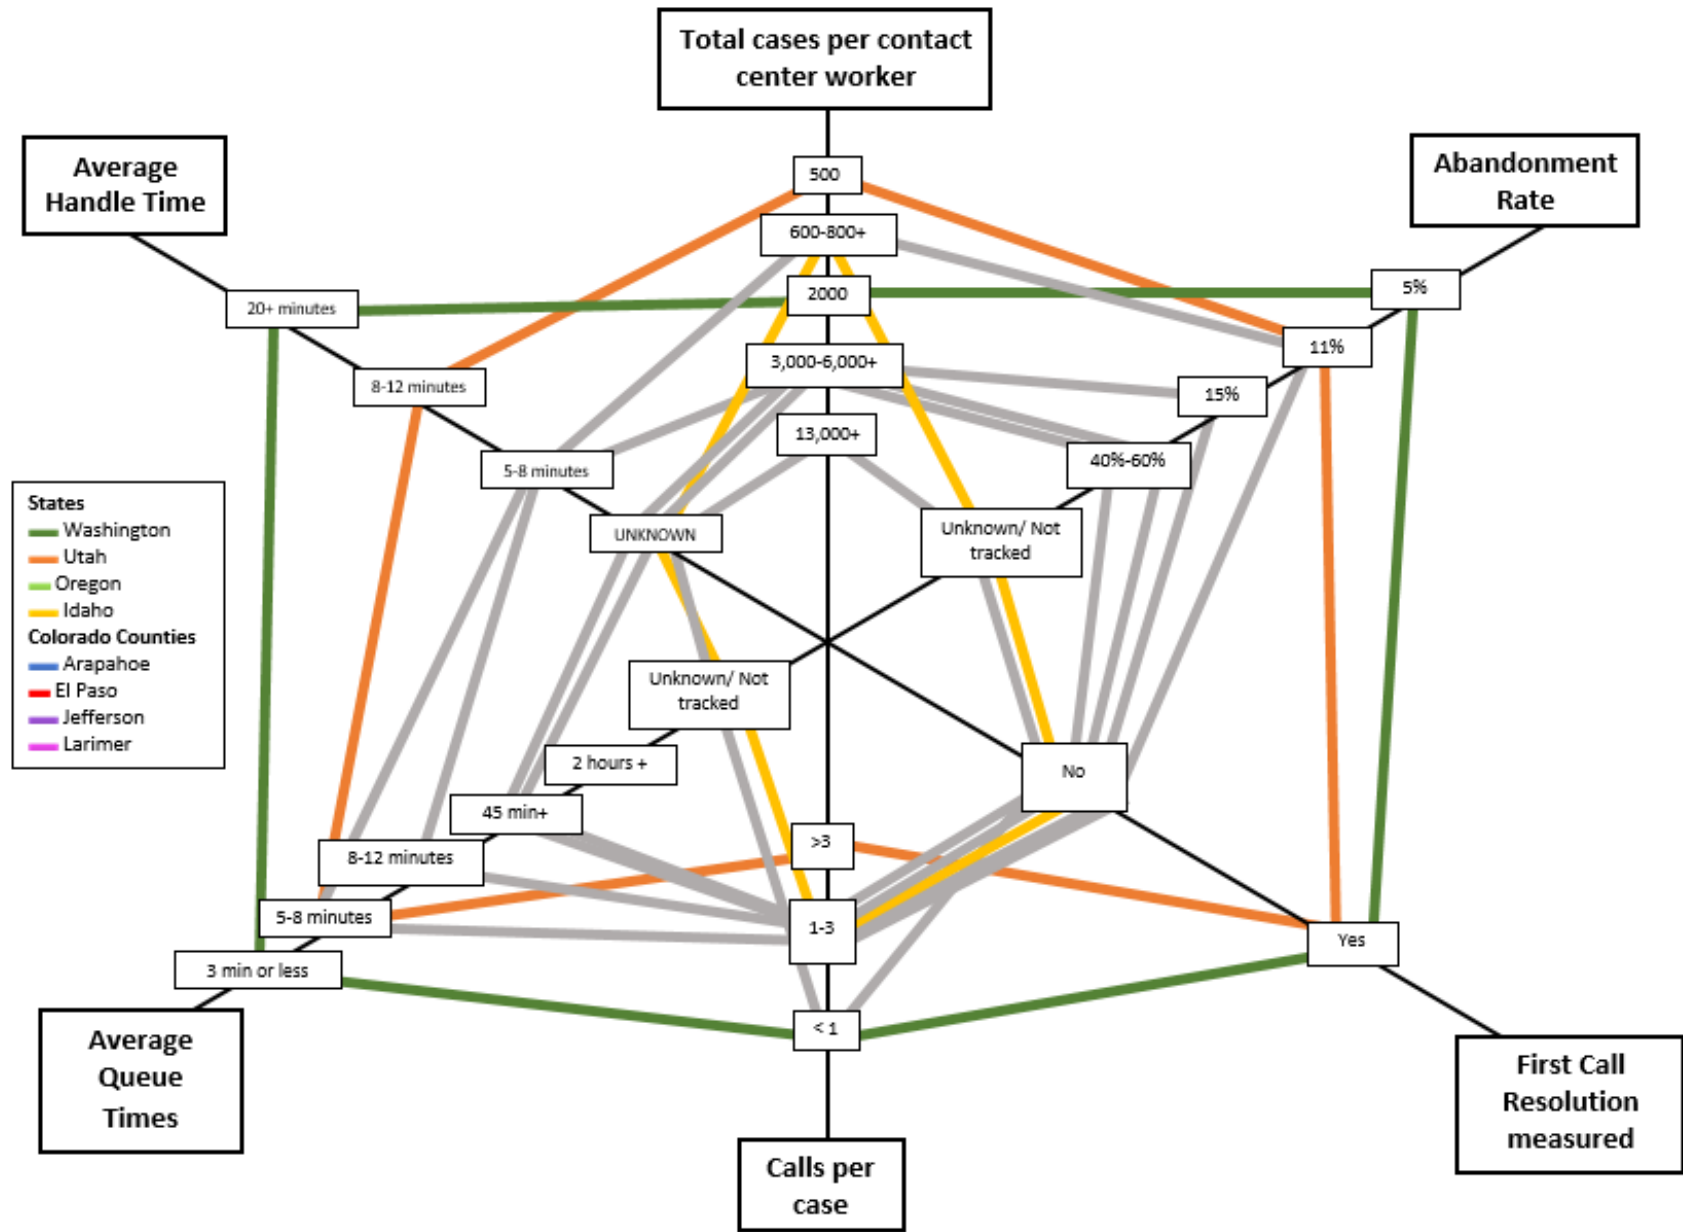 Total cases per contact
center worker
Average
Handle Time
Abandonment
Rate
500
600-800+
2000
3,000-6,000+
13,000+
20+ minutes
8-12 minutes
5-8 minutes
UNKNOWN
5%
11%
15%
40%-60%
Unknown/ Not
tracked
States
Washington
Utah
Oregon
Idaho
Colorado Counties
Arapahoe
El Paso
Jefferson
Larimer
Unknown/ Not
tracked
2 hours +
45 min+
8-12 minutes
5-8 minutes
3 min or less
No
Yes
>3
1-3
< 1
Average
Queue
Times
Calls per
case
First Call
Resolution
measured